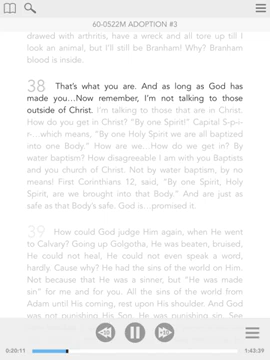 60-0522M ADOPTION #3
drawed with arthritis, have a wreck and all tore up till I
look an animal, but I'll still be Branham! Why? Branham
blood is inside.
38 That's what you are. And as long as God has
made you…Now remember, I'm not talking to those
outside of Christ. I'm talking to those that are in Christ.
How do you get in Christ? "By one Spirit!" Capital S-p-i-
r-…which means, "By one Holy Spirit we are all baptized
into one Body." How are we…How do we get in? By
water baptism? How disagreeable I am with you Baptists
and you church of Christ. Not by water baptism, by no
means! First Corinthians 12, said, "By one Spirit, Holy
Spirit, are we brought into that Body." And are just as
safe as that Body's safe. God is…promised it.
39 How could God judge Him again, when He went
to Calvary? Going up Golgotha, He was beaten, bruised,
He could not heal, He could not even speak a word,
hardly. Cause why? He had the sins of the world on Him.
Not because that He was a sinner, but "He was made
sin" for me and for you. All the sins of the world from
Adam until His coming, rest upon His shoulder. And God
was not punishing His Son, He was punishing sin. See
0:20:11
1:43:39